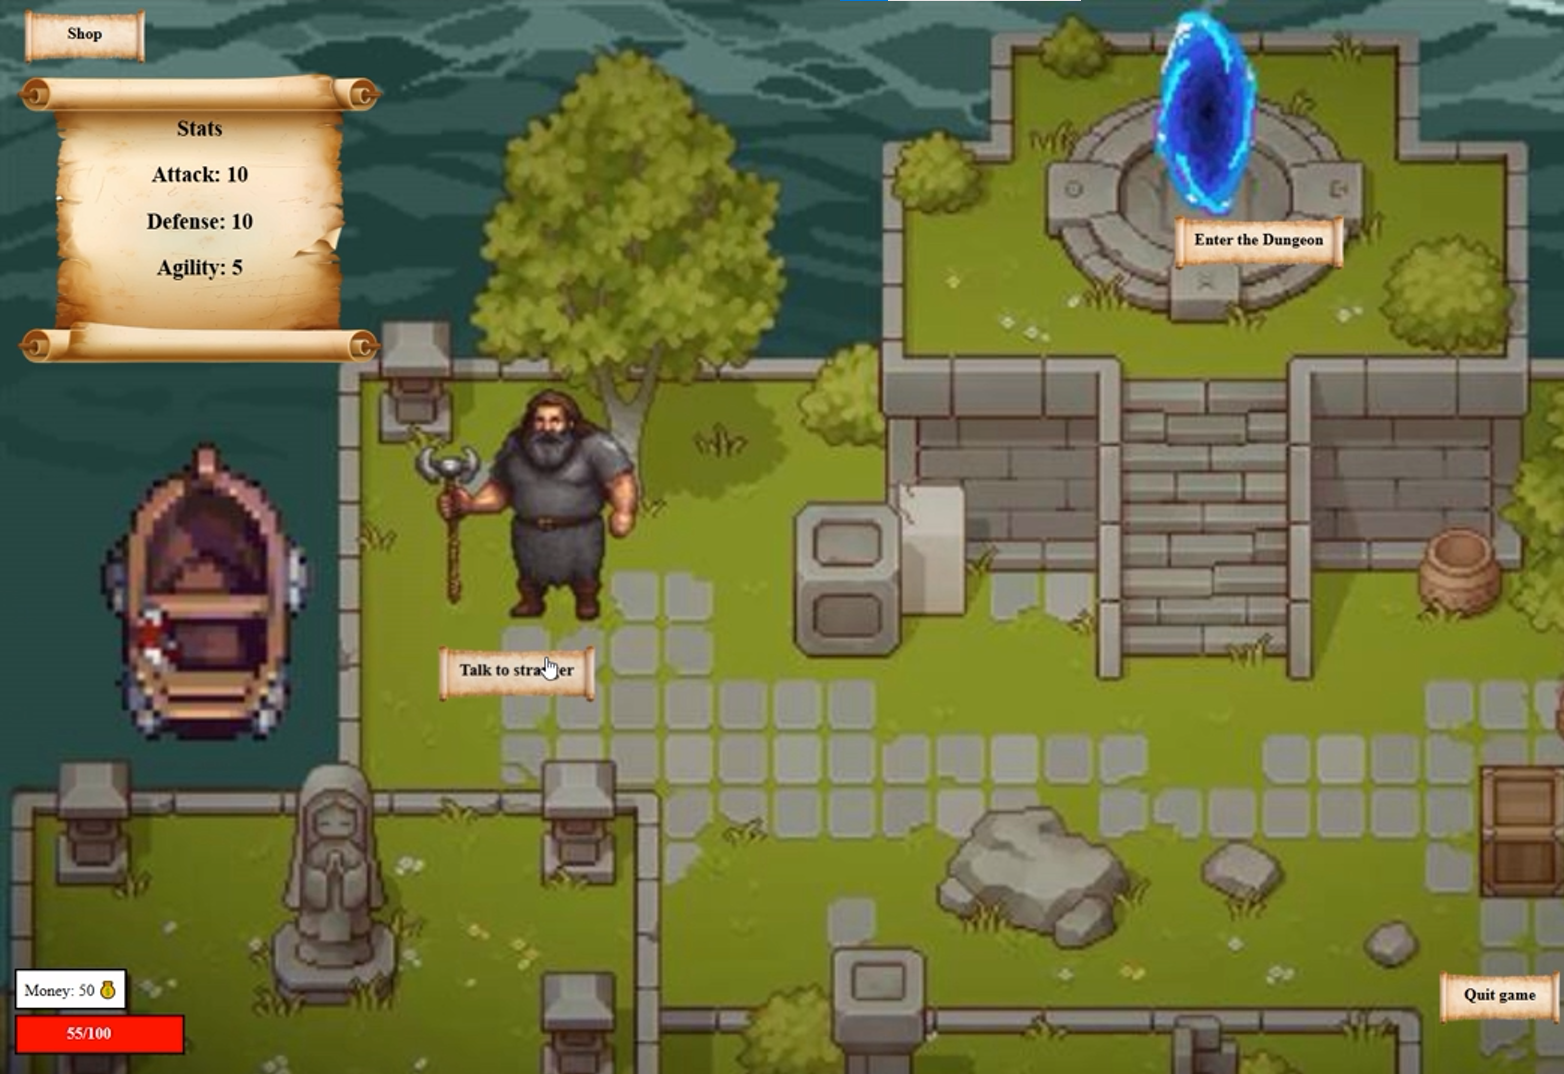 Shop
Stats
Attack: 10
Defense: 10
Agility: 5
Enter the Dungeon
Talk to
Money: 50
55/100
Quit game